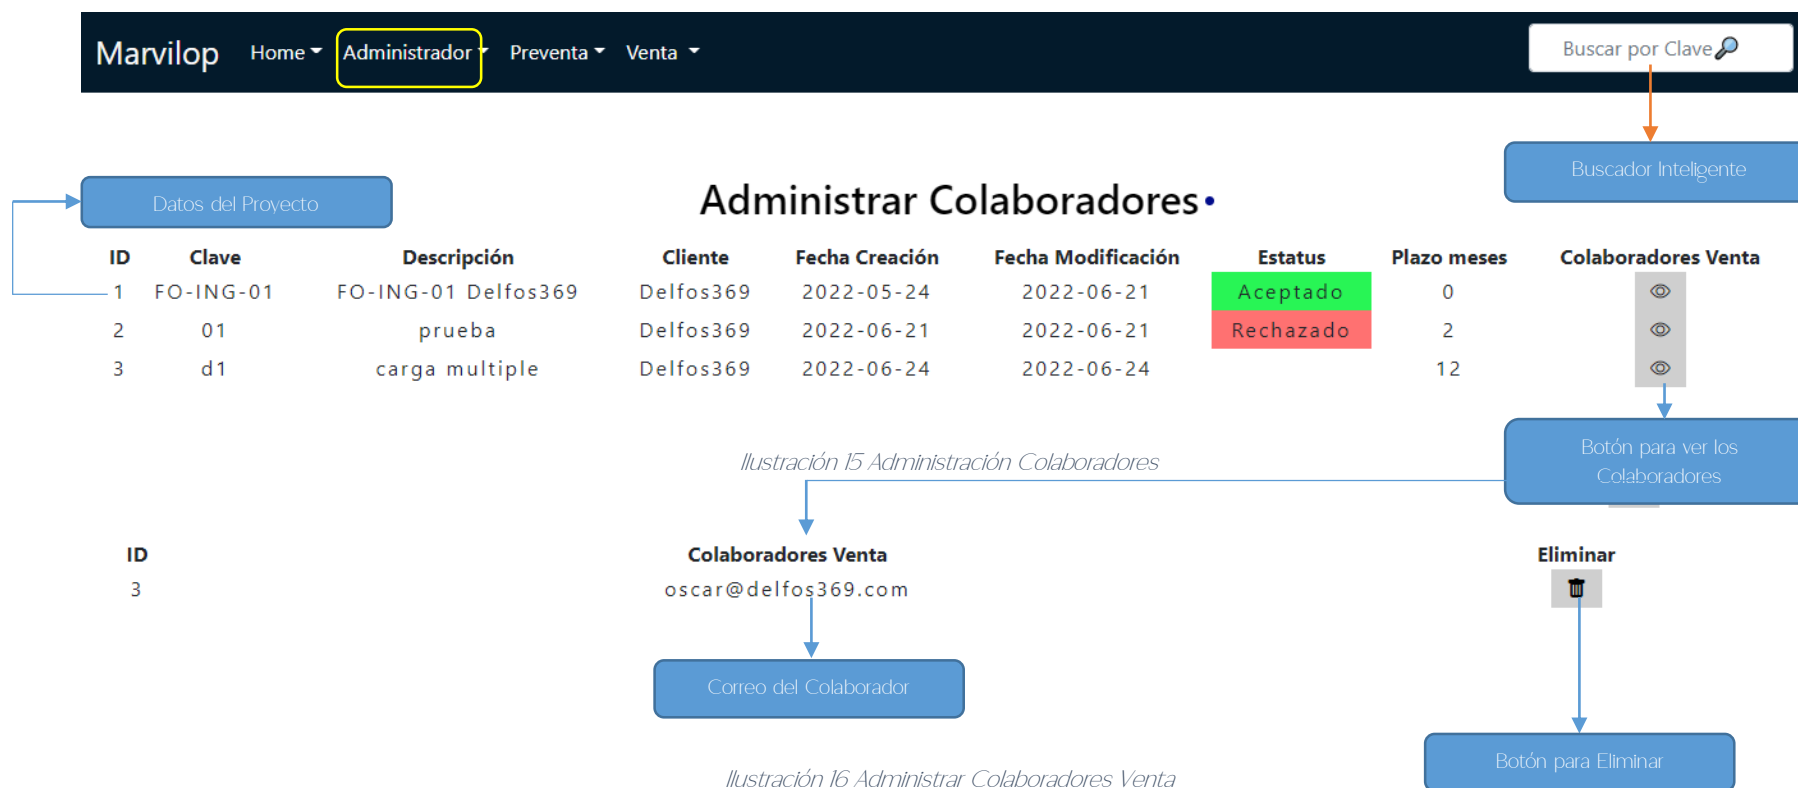 Marvilop Home Administrador Preventa Venta Buscar por Clave
Buscador Inteligente
Datos del Proyecto
Administrar Colaboradores
ID Clave Descripción Cliente Fecha Creación Fecha Modificación Estatus Plazo meses Colaboradores Venta
1 FO-ING-01 FO-ING-01 Delfos369 Delfos369 2022-05-24 2022-06-21 Aceptado 0
2 01 prueba Delfos369 2022-06-21 2022-06-21 Rechazado 2
3 d1 carga multiple Delfos369 2022-06-24 2022-06-24 12
Botón para ver los
Colaboradores
Ilustración 15 Administración Colaboradores
ID Colaboradores Venta Eliminar
3 oscar@delfos369.com
Correo del Colaborador
Botón para Eliminar
Ilustración 16 Administrar Colaboradores Venta